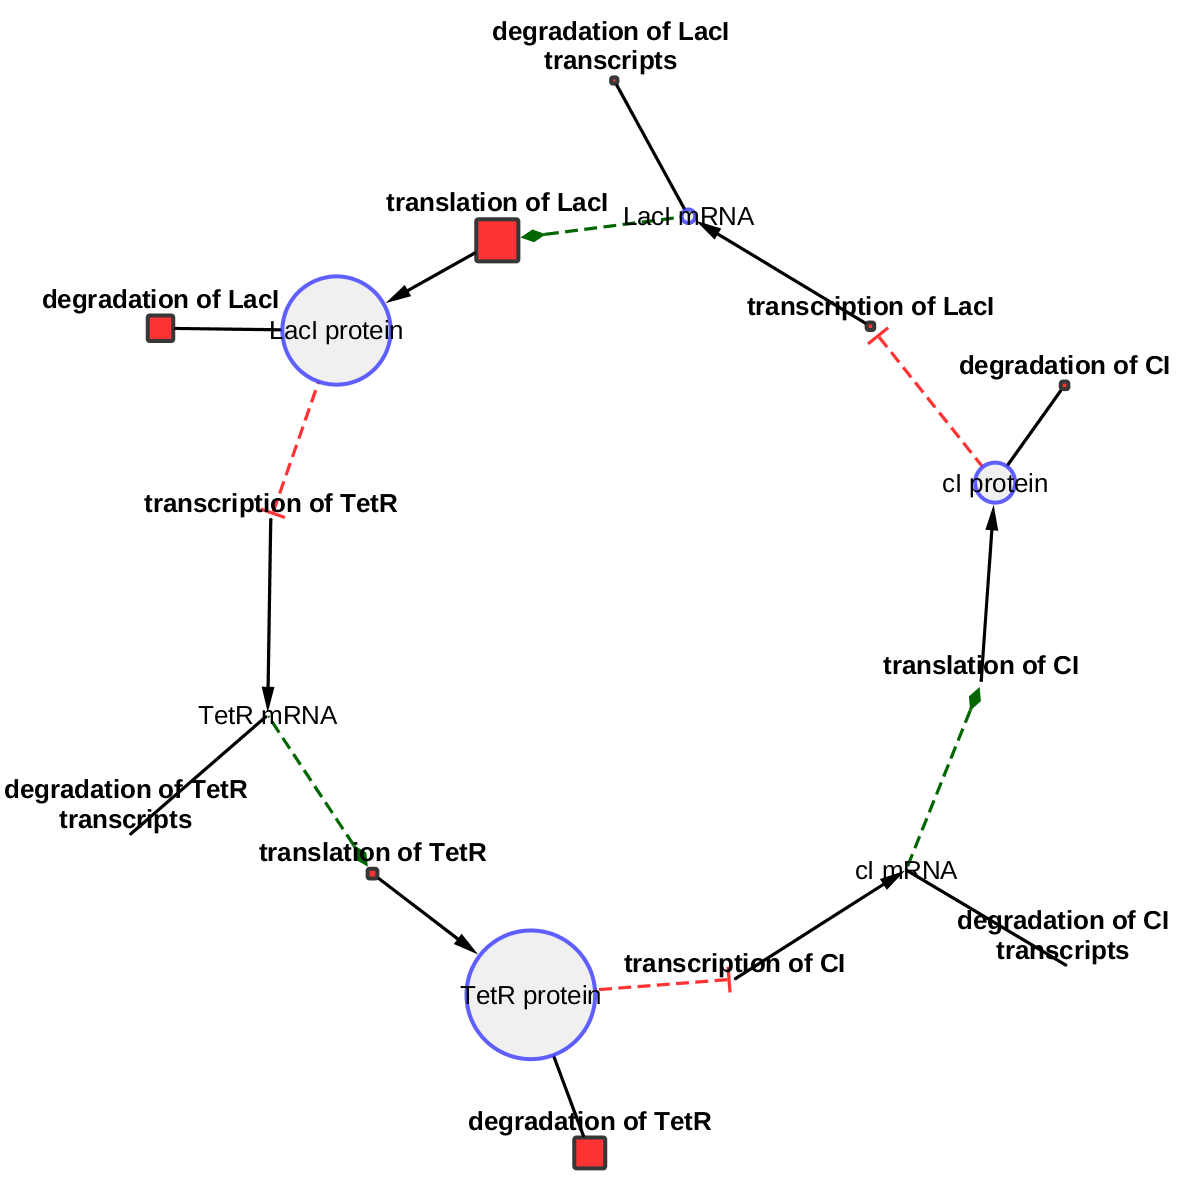 degradation of LacI
transcripts
translation of LacI
LacI mRNA
degradation of LacI
transcription of LacI
LacI protein
degradation of CI
cI protein
transcription of TetR
translation of CI
TetR mRNA
degradation of TetR
transcripts
translation of TetR
cI mRNA
degradation of CI
transcripts
transcription of CI
TetR protein
degradation of TetR